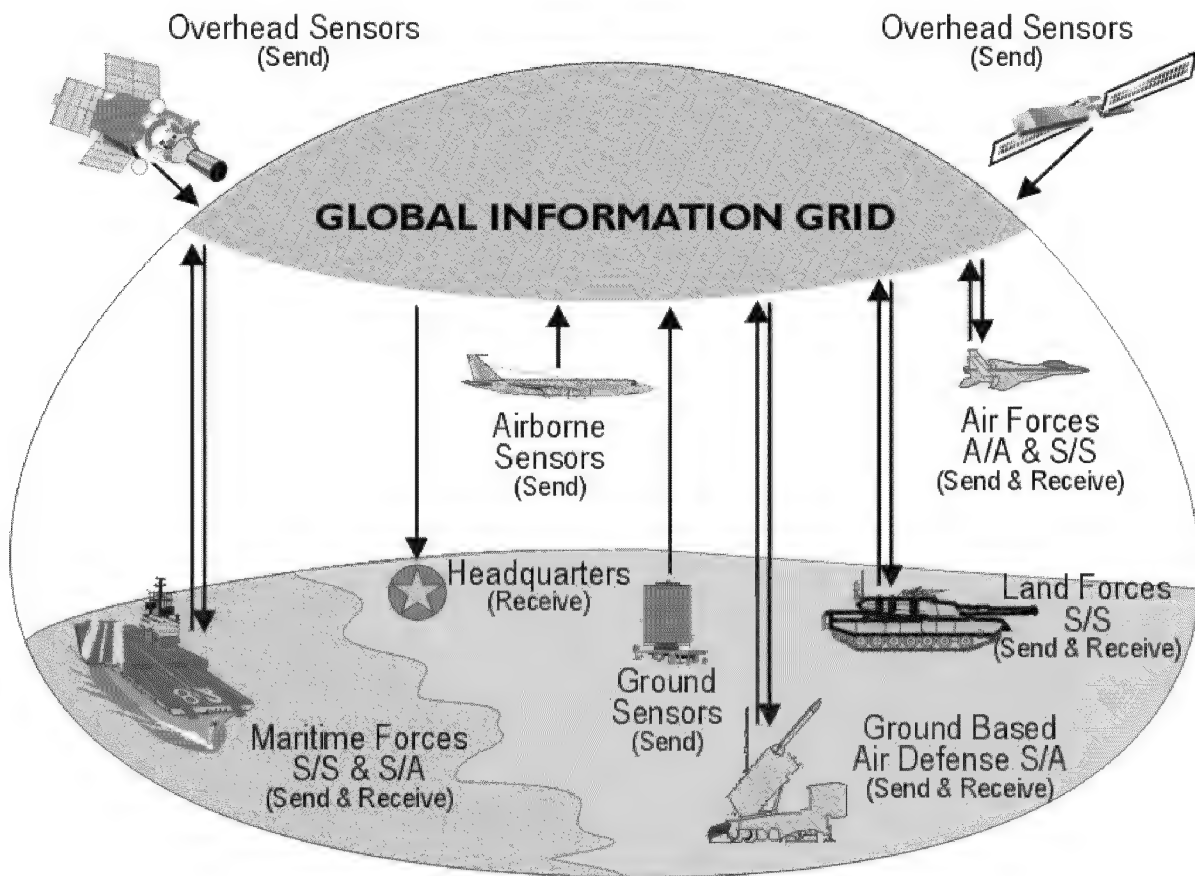 Overhead Sensors
(Send)
Overhead Sensors
(Send)
GLOBAL INFORMATION GRID
Airborne
Sensors
(Send)
Air Forces
A/A & S/S
(Send & Receive)
Headquarters
(Receive)
Land Forces
S/S
(Send & Receive)
Ground
Sensors
(Send)
Maritime Forces
S/S & S/A
(Send & Receive)
Ground Based
Air Defense S/A
(Send & Receive)